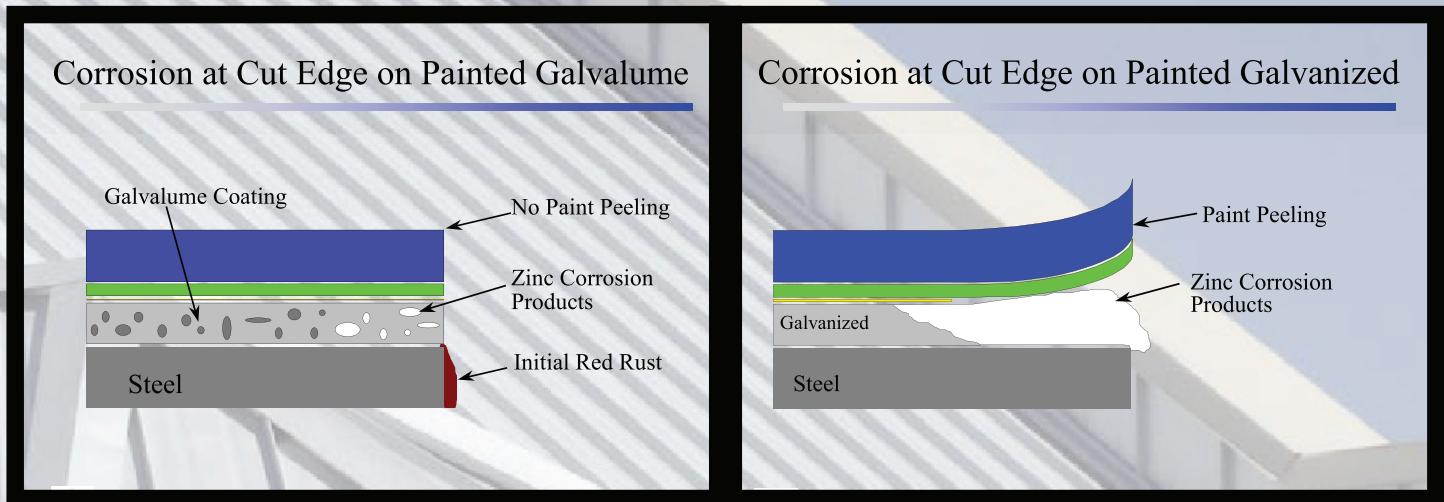 Corrosion at Cut Edge on Painted Galvalume
Galvalume Coating
No Paint Peeling
Zinc Corrosion
Products
Initial Red Rust
Steel
Corrosion at Cut Edge on Painted Galvanized
Paint Peeling
Zinc Corrosion
Products
Galvanized
Steel